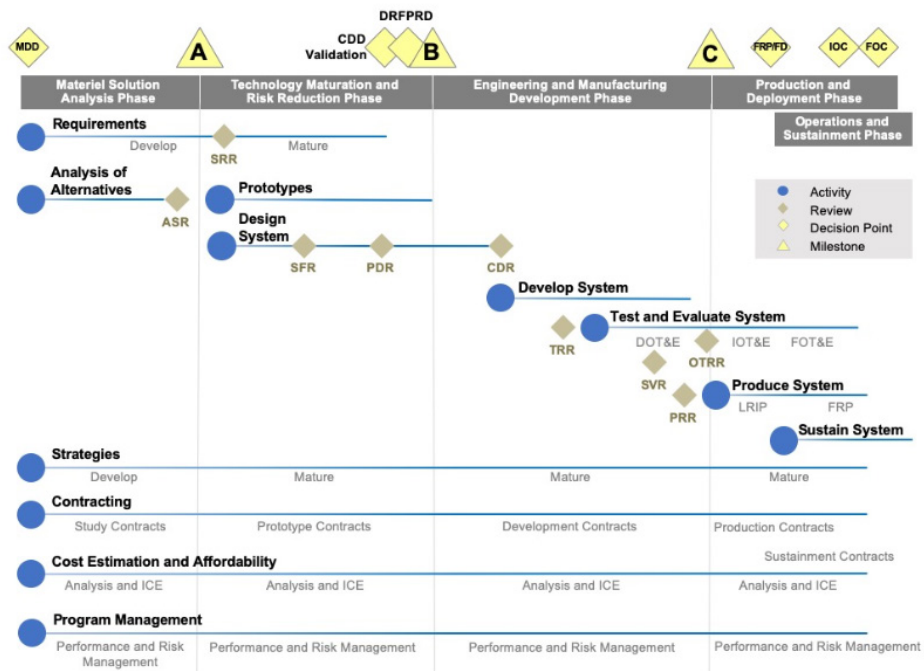 DRFPRD
CDD
Validation
MDD
A
B
C
FRP/FD
IOC
FOC
Materiel Solution
Analysis Phase
Technology Maturation and
Risk Reduction Phase
Engineering and Manufacturing
Development Phase
Production and
Deployment Phase
Operations and
Sustainment Phase
Requirements
Develop
SRR
Mature
Analysis of
Alternatives
ASR
Prototypes
Design
System
SFR
PDR
CDR
Activity
Review
Decision Point
Milestone
Develop System
Test and Evaluate System
TRR
DOT&E
OTRR
IOT&E
FOT&E
SVR
PRR
Produce System
LRIP
FRP
Sustain System
Strategies
Develop
Mature
Mature
Mature
Contracting
Study Contracts
Prototype Contracts
Development Contracts
Production Contracts
Sustainment Contracts
Cost Estimation and Affordability
Analysis and ICE
Analysis and ICE
Analysis and ICE
Analysis and ICE
Program Management
Performance and Risk
Management
Performance and Risk Management
Performance and Risk Management
Performance and Risk Management